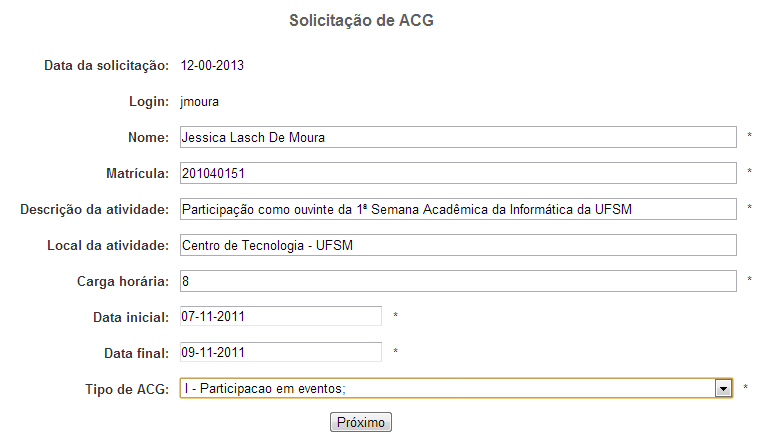 Solicitação de ACG
Data da solicitação: 12-00-2013
Login: jmoura
Nome: Jessica Lasch De Moura *
Matrícula: 201040151 *
Descrição da atividade: Participação como ouvinte da 1ª Semana Acadêmica da Informática da UFSM *
Local da atividade: Centro de Tecnologia - UFSM
Carga horária: 8 *
Data inicial: 07-11-2011 *
Data final: 09-11-2011 *
Tipo de ACG: I - Participacao em eventos; *
Próximo